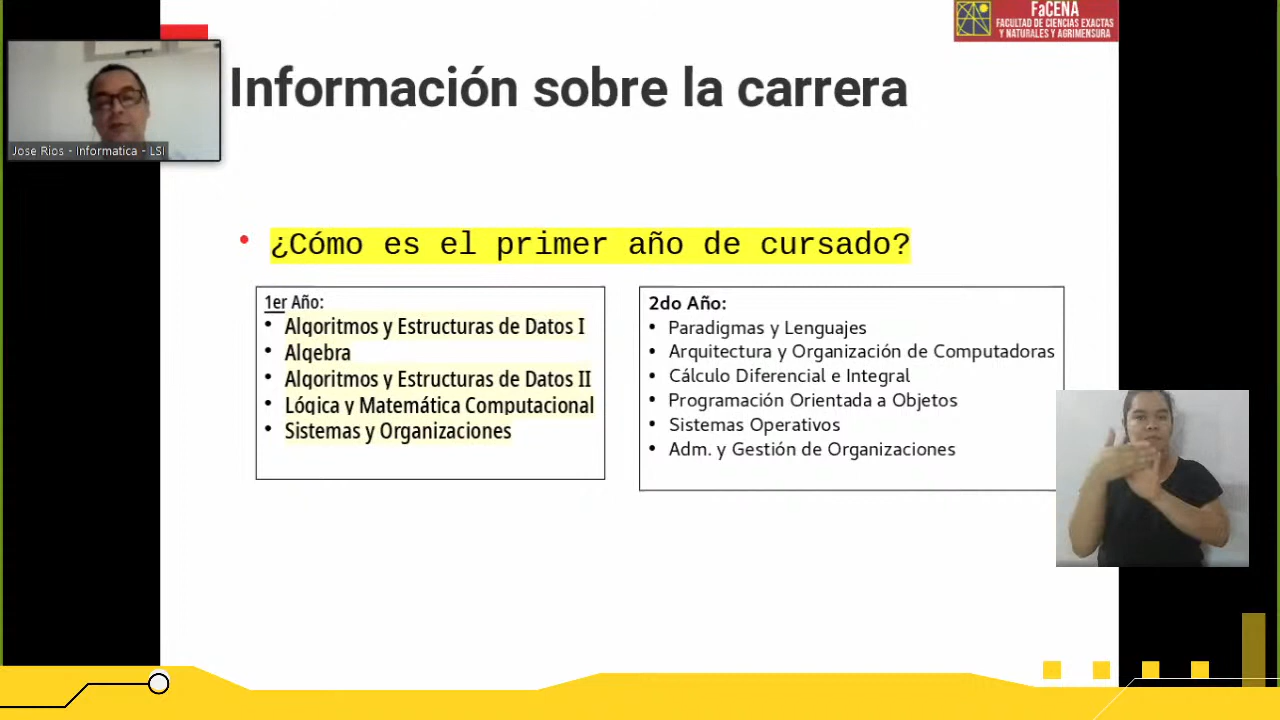 FaCENA
FACULTAD DE CIENCIAS EXACTAS
Y NATURALES Y AGRIMENSURA
Información sobre la carrera
Jose Rios - Informatica - LSI
• ¿Cómo es el primer año de cursado?
1er Año:
• Algoritmos y Estructuras de Datos I
• Algebra
• Algoritmos y Estructuras de Datos II
• Lógica y Matemática Computacional
• Sistemas y Organizaciones
2do Año:
• Paradigmas y Lenguajes
• Arquitectura y Organización de Computadoras
• Cálculo Diferencial e Integral
• Programación Orientada a Objetos
• Sistemas Operativos
• Adm. y Gestión de Organizaciones